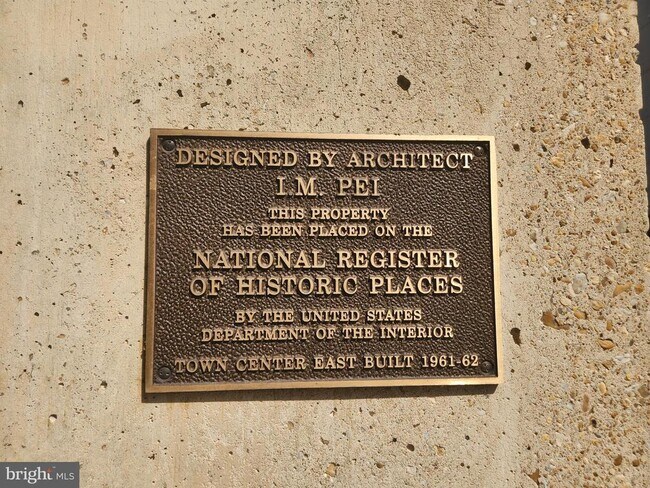 DESIGNED BY ARCHITECT
I.M. PEI
THIS PROPERTY
HAS BEEN PLACED ON THE
NATIONAL REGISTER
OF HISTORIC PLACES
BY THE UNITED STATES
DEPARTMENT OF THE INTERIOR
TOWN CENTER EAST BUILT 1961-62
bright MLS